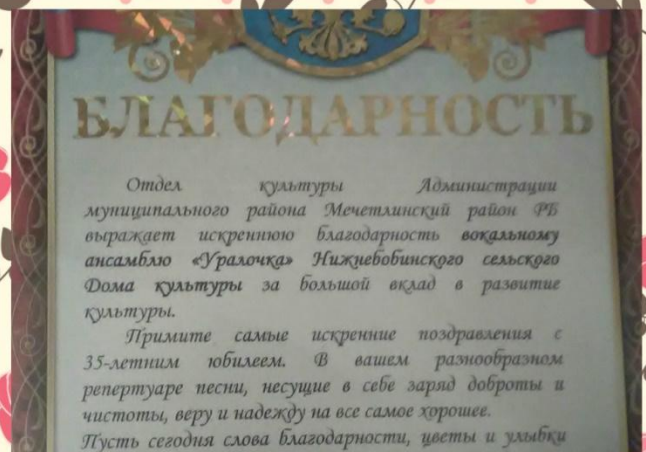 БЛАГОДАРНОСТЬ
Отдел культуры Администрации
муниципального района Мечетлинский район РБ
выражает искреннюю благодарность вокальному
ансамблю «Уралочка» Нижнебобинского сельского
Дома культуры за большой вклад в развитие
культуры.
Примите самые искренние поздравления с
35-летним юбилеем. В вашем разнообразном
репертуаре песни, несущие в себе заряд доброты и
чистоты, веру и надежду на все самое хорошее.
Пусть сегодня слова благодарности, цветы и улыбки